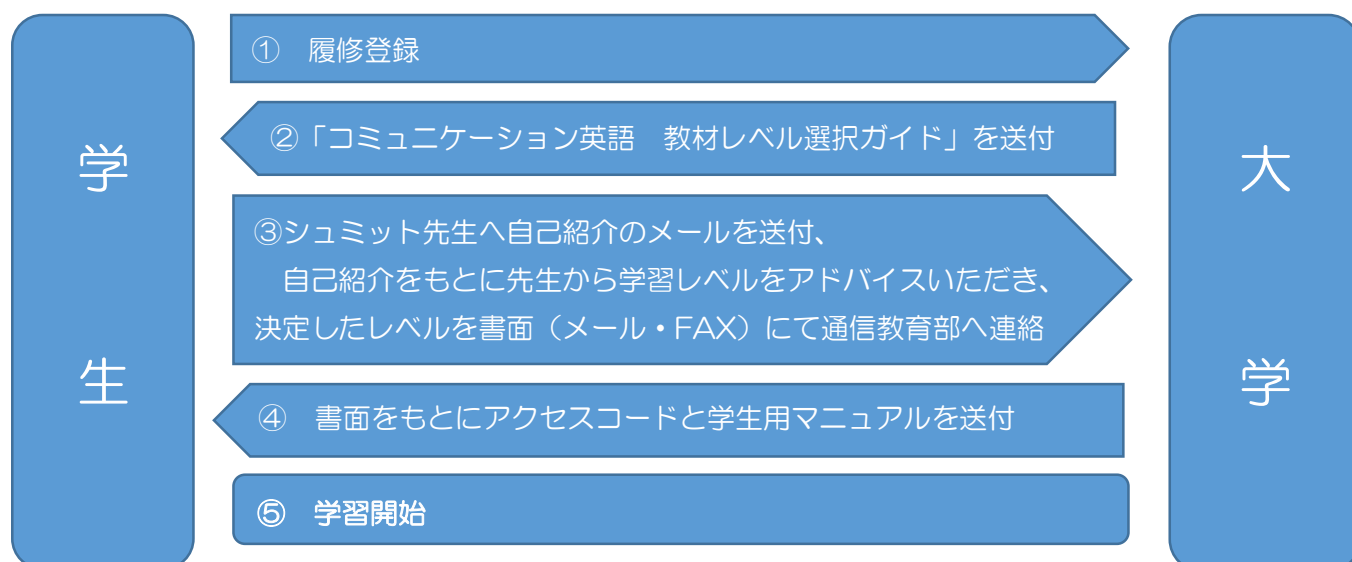 学生
① 履修登録
②「コミュニケーション英語 教材レベル選択ガイド」を送付
③シュミット先生へ自己紹介のメールを送付、
自己紹介をもとに先生から学習レベルをアドバイスいただき、
決定したレベルを書面（メール・FAX）にて通信教育部へ連絡
④ 書面をもとにアクセスコードと学生用マニュアルを送付
⑤ 学習開始
大学